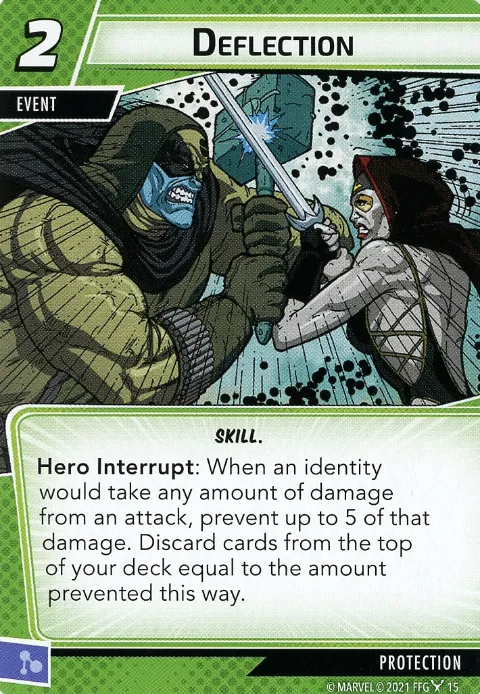 2
DEFLECTION
EVENT
SKILL.
Hero Interrupt: When an identity
would take any amount of damage
from an attack, prevent up to 5 of that
damage. Discard cards from the top
of your deck equal to the amount
prevented this way.
PROTECTION
© MARVEL © 2021 FFG 15